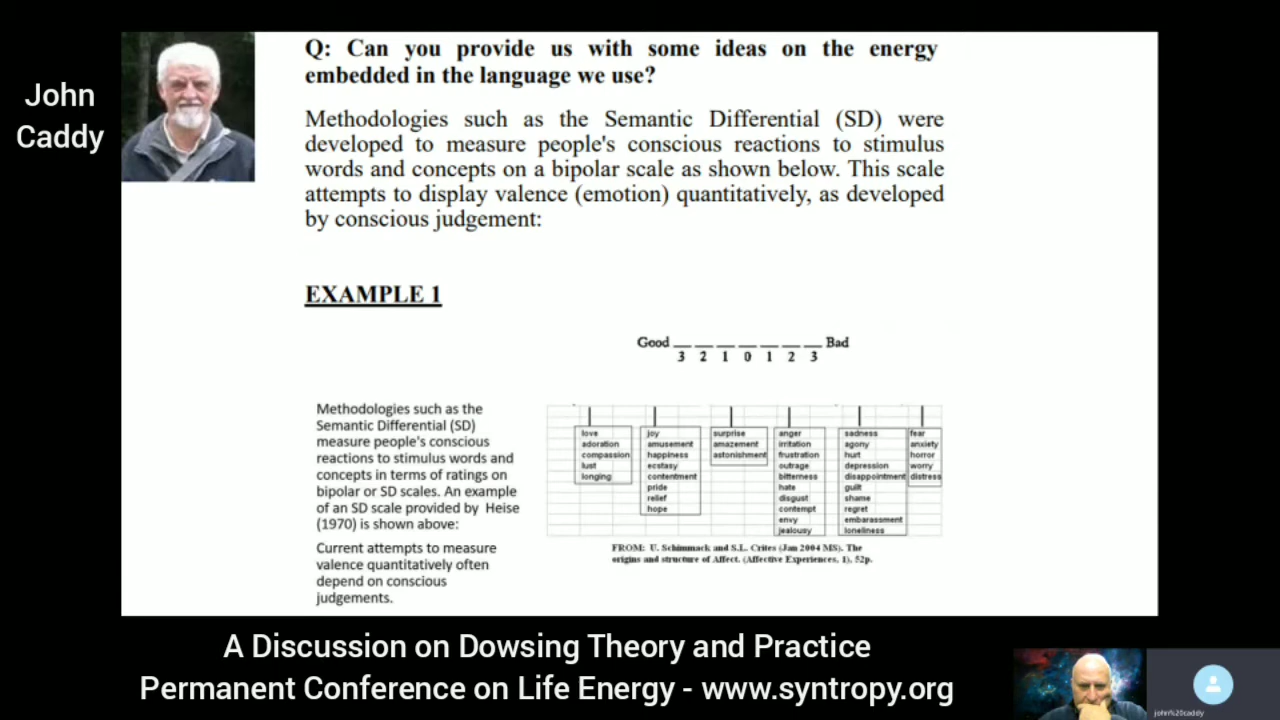 John
Caddy
Q: Can you provide us with some ideas on the energy
embedded in the language we use?
Methodologies such as the Semantic Differential (SD) were
developed to measure people's conscious reactions to stimulus
words and concepts on a bipolar scale as shown below. This scale
attempts to display valence (emotion) quantitatively, as developed
by conscious judgement:
EXAMPLE 1
Good __ __ __ __ __ __ __ Bad
3 2 1 0 1 2 3
Methodologies such as the
Semantic Differential (SD)
measure people's conscious
reactions to stimulus words and
concepts in terms of ratings on
bipolar or SD scales. An example
of an SD scale provided by Heise
(1970) is shown above:
Current attempts to measure
valence quantitatively often
depend on conscious
judgements.
love
adoration
compassion
lust
longing
joy
amusement
happiness
ecstasy
contentment
pride
relief
hope
surprise
amazement
astonishment
anger
irritation
frustration
outrage
bitterness
hate
disgust
contempt
envy
jealousy
sadness
agony
hurt
depression
disappointment
guilt
shame
regret
embarassment
loneliness
fear
anxiety
horror
worry
distress
FROM: U. Schimmack and S.L. Crites (Jan 2004 MS). The
origins and structure of Affect. (Affective Experiences, 1), 52p.
A Discussion on Dowsing Theory and Practice
Permanent Conference on Life Energy - www.syntropy.org
john%20caddy